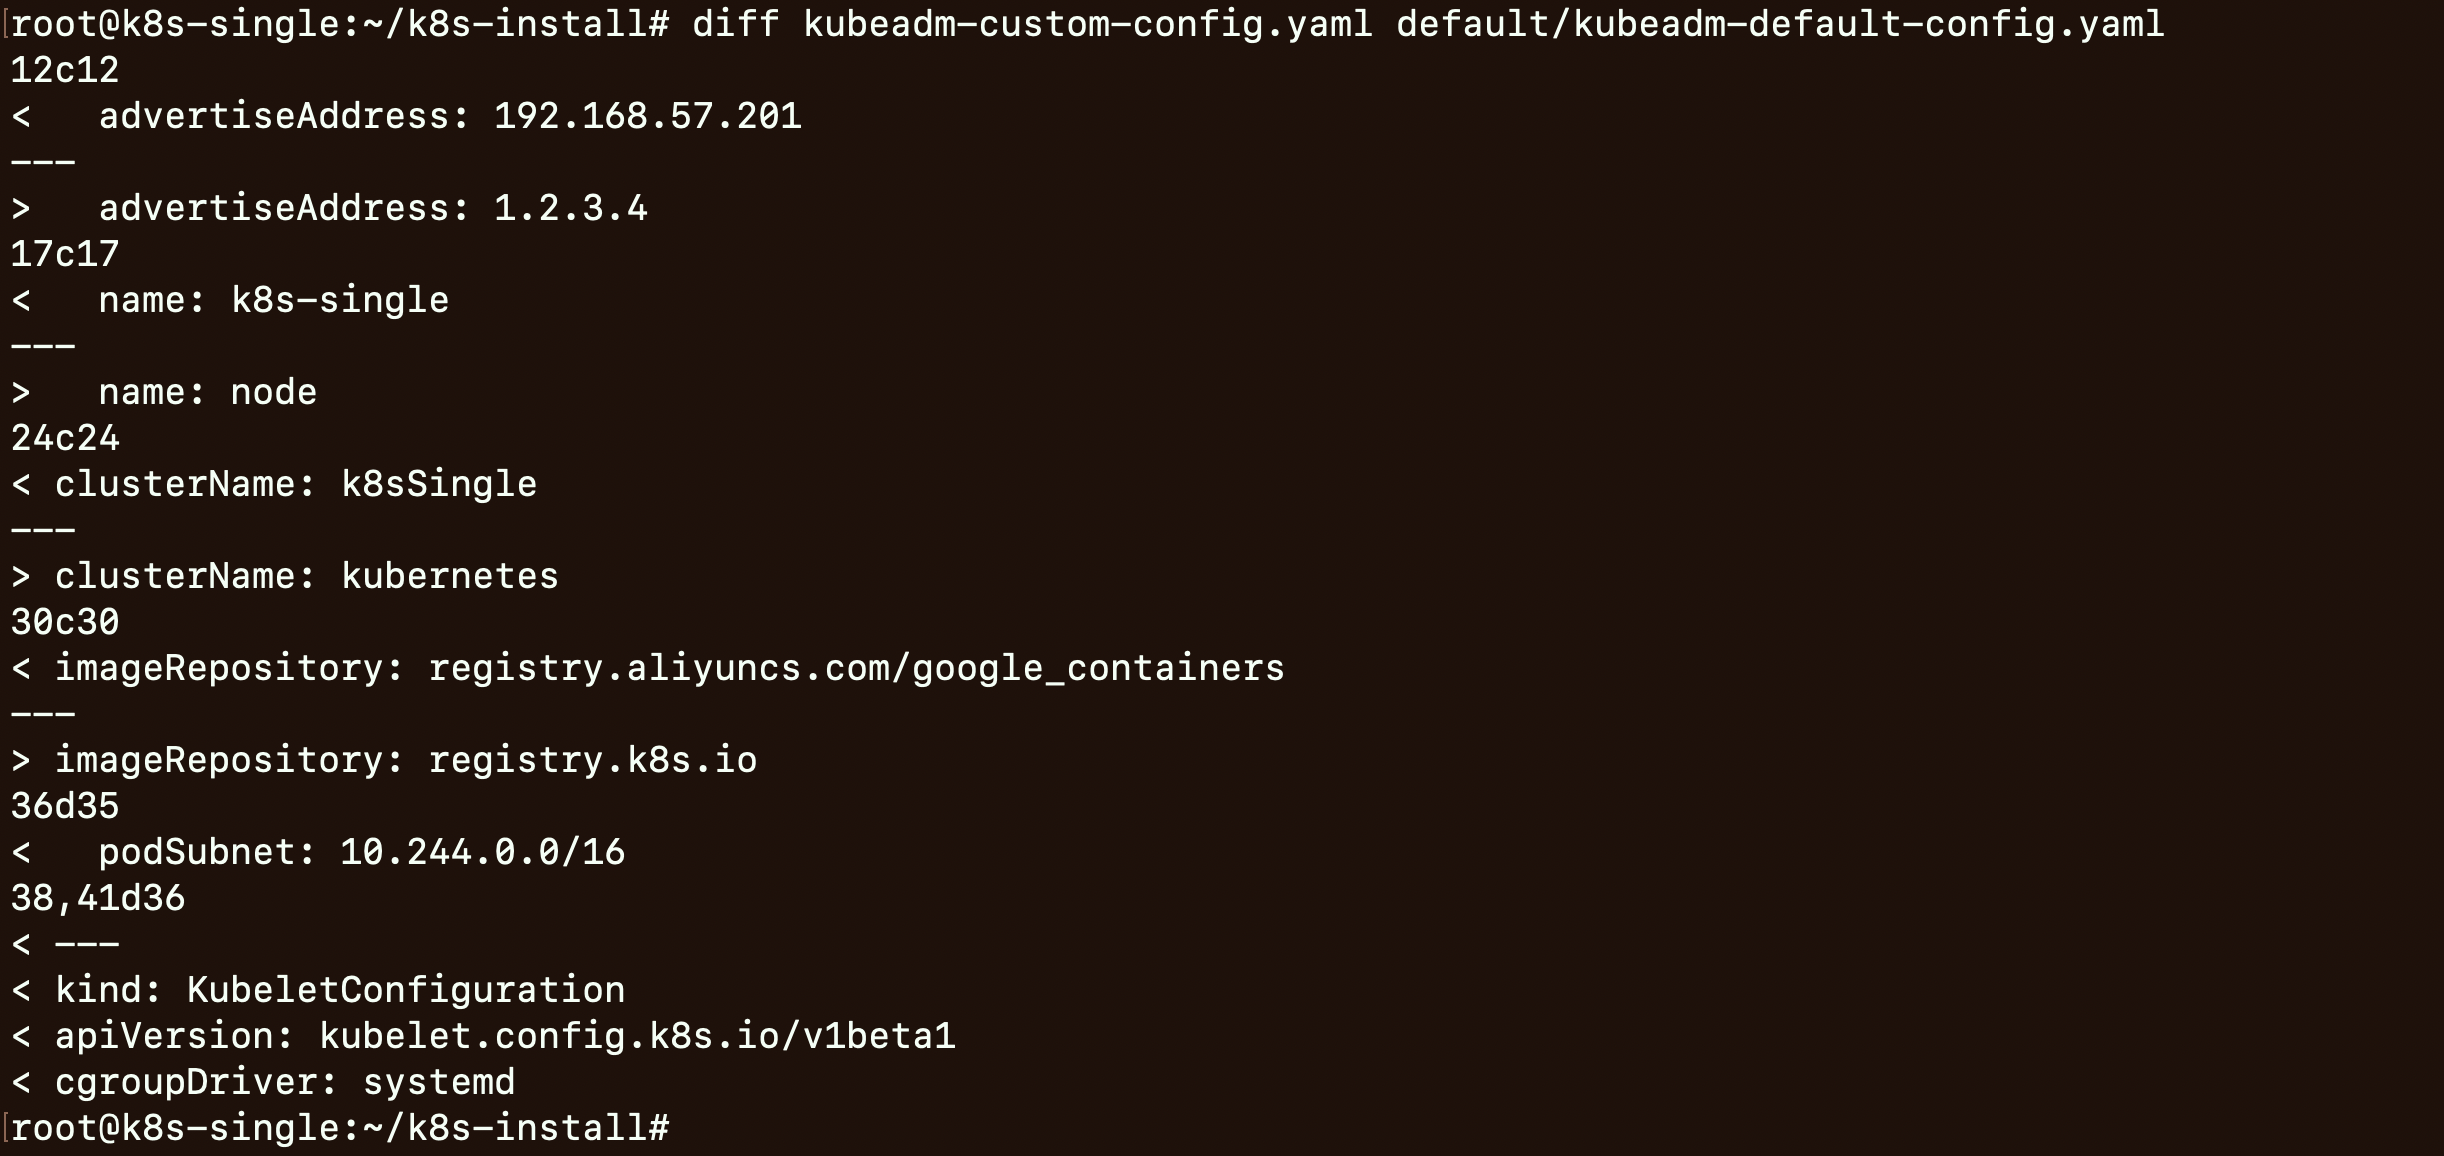 root@k8s-single:~/k8s-install# diff kubeadm-custom-config.yaml default/kubeadm-default-config.yaml
12c12
<   advertiseAddress: 192.168.57.201
---
>   advertiseAddress: 1.2.3.4
17c17
<   name: k8s-single
---
>   name: node
24c24
< clusterName: k8sSingle
---
> clusterName: kubernetes
30c30
< imageRepository: registry.aliyuncs.com/google_containers
---
> imageRepository: registry.k8s.io
36d35
<   podSubnet: 10.244.0.0/16
38,41d36
< ---
< kind: KubeletConfiguration
< apiVersion: kubelet.config.k8s.io/v1beta1
< cgroupDriver: systemd
root@k8s-single:~/k8s-install#